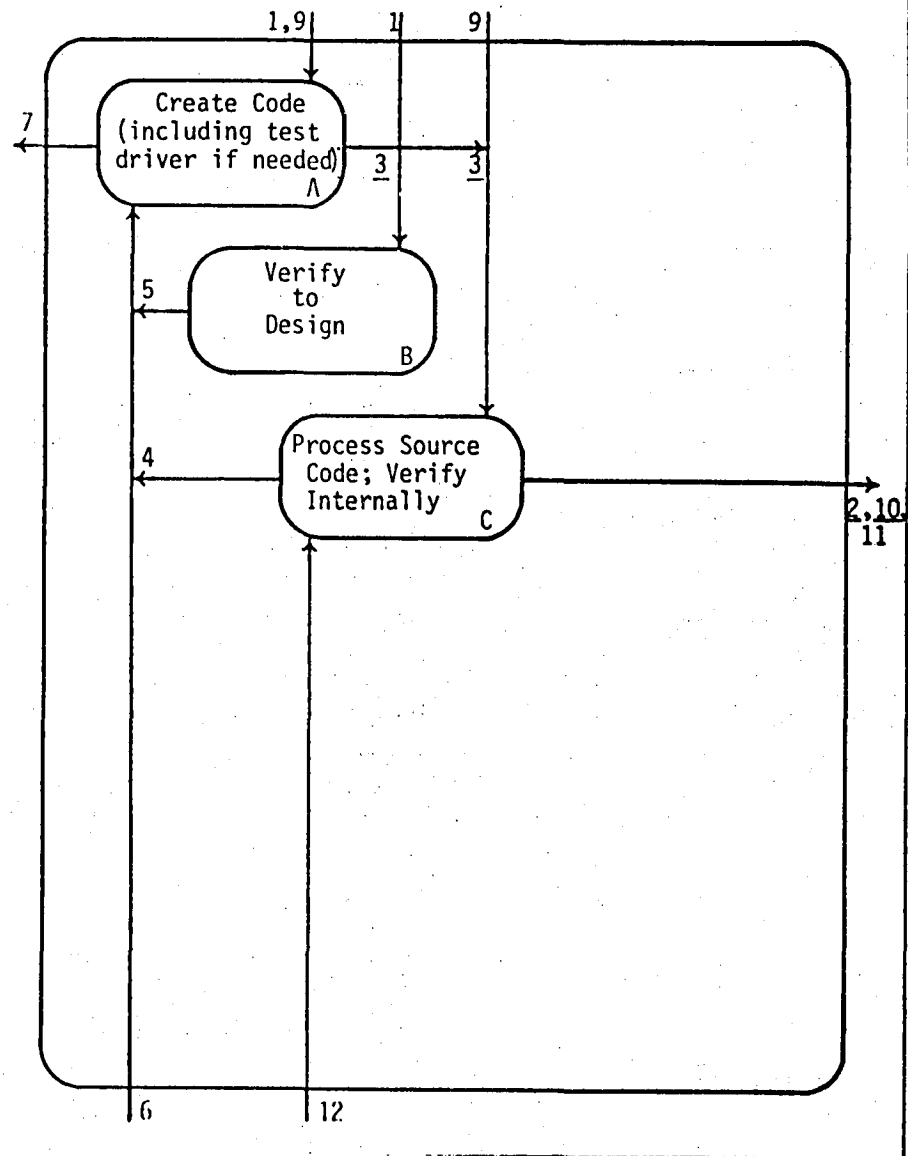 1,9 1 9
7
Create Code
(including test
driver if needed)
A
3 3
Verify
to
Design
B
5
Process Source
Code; Verify
Internally
C
4
2,10,
11
6 12